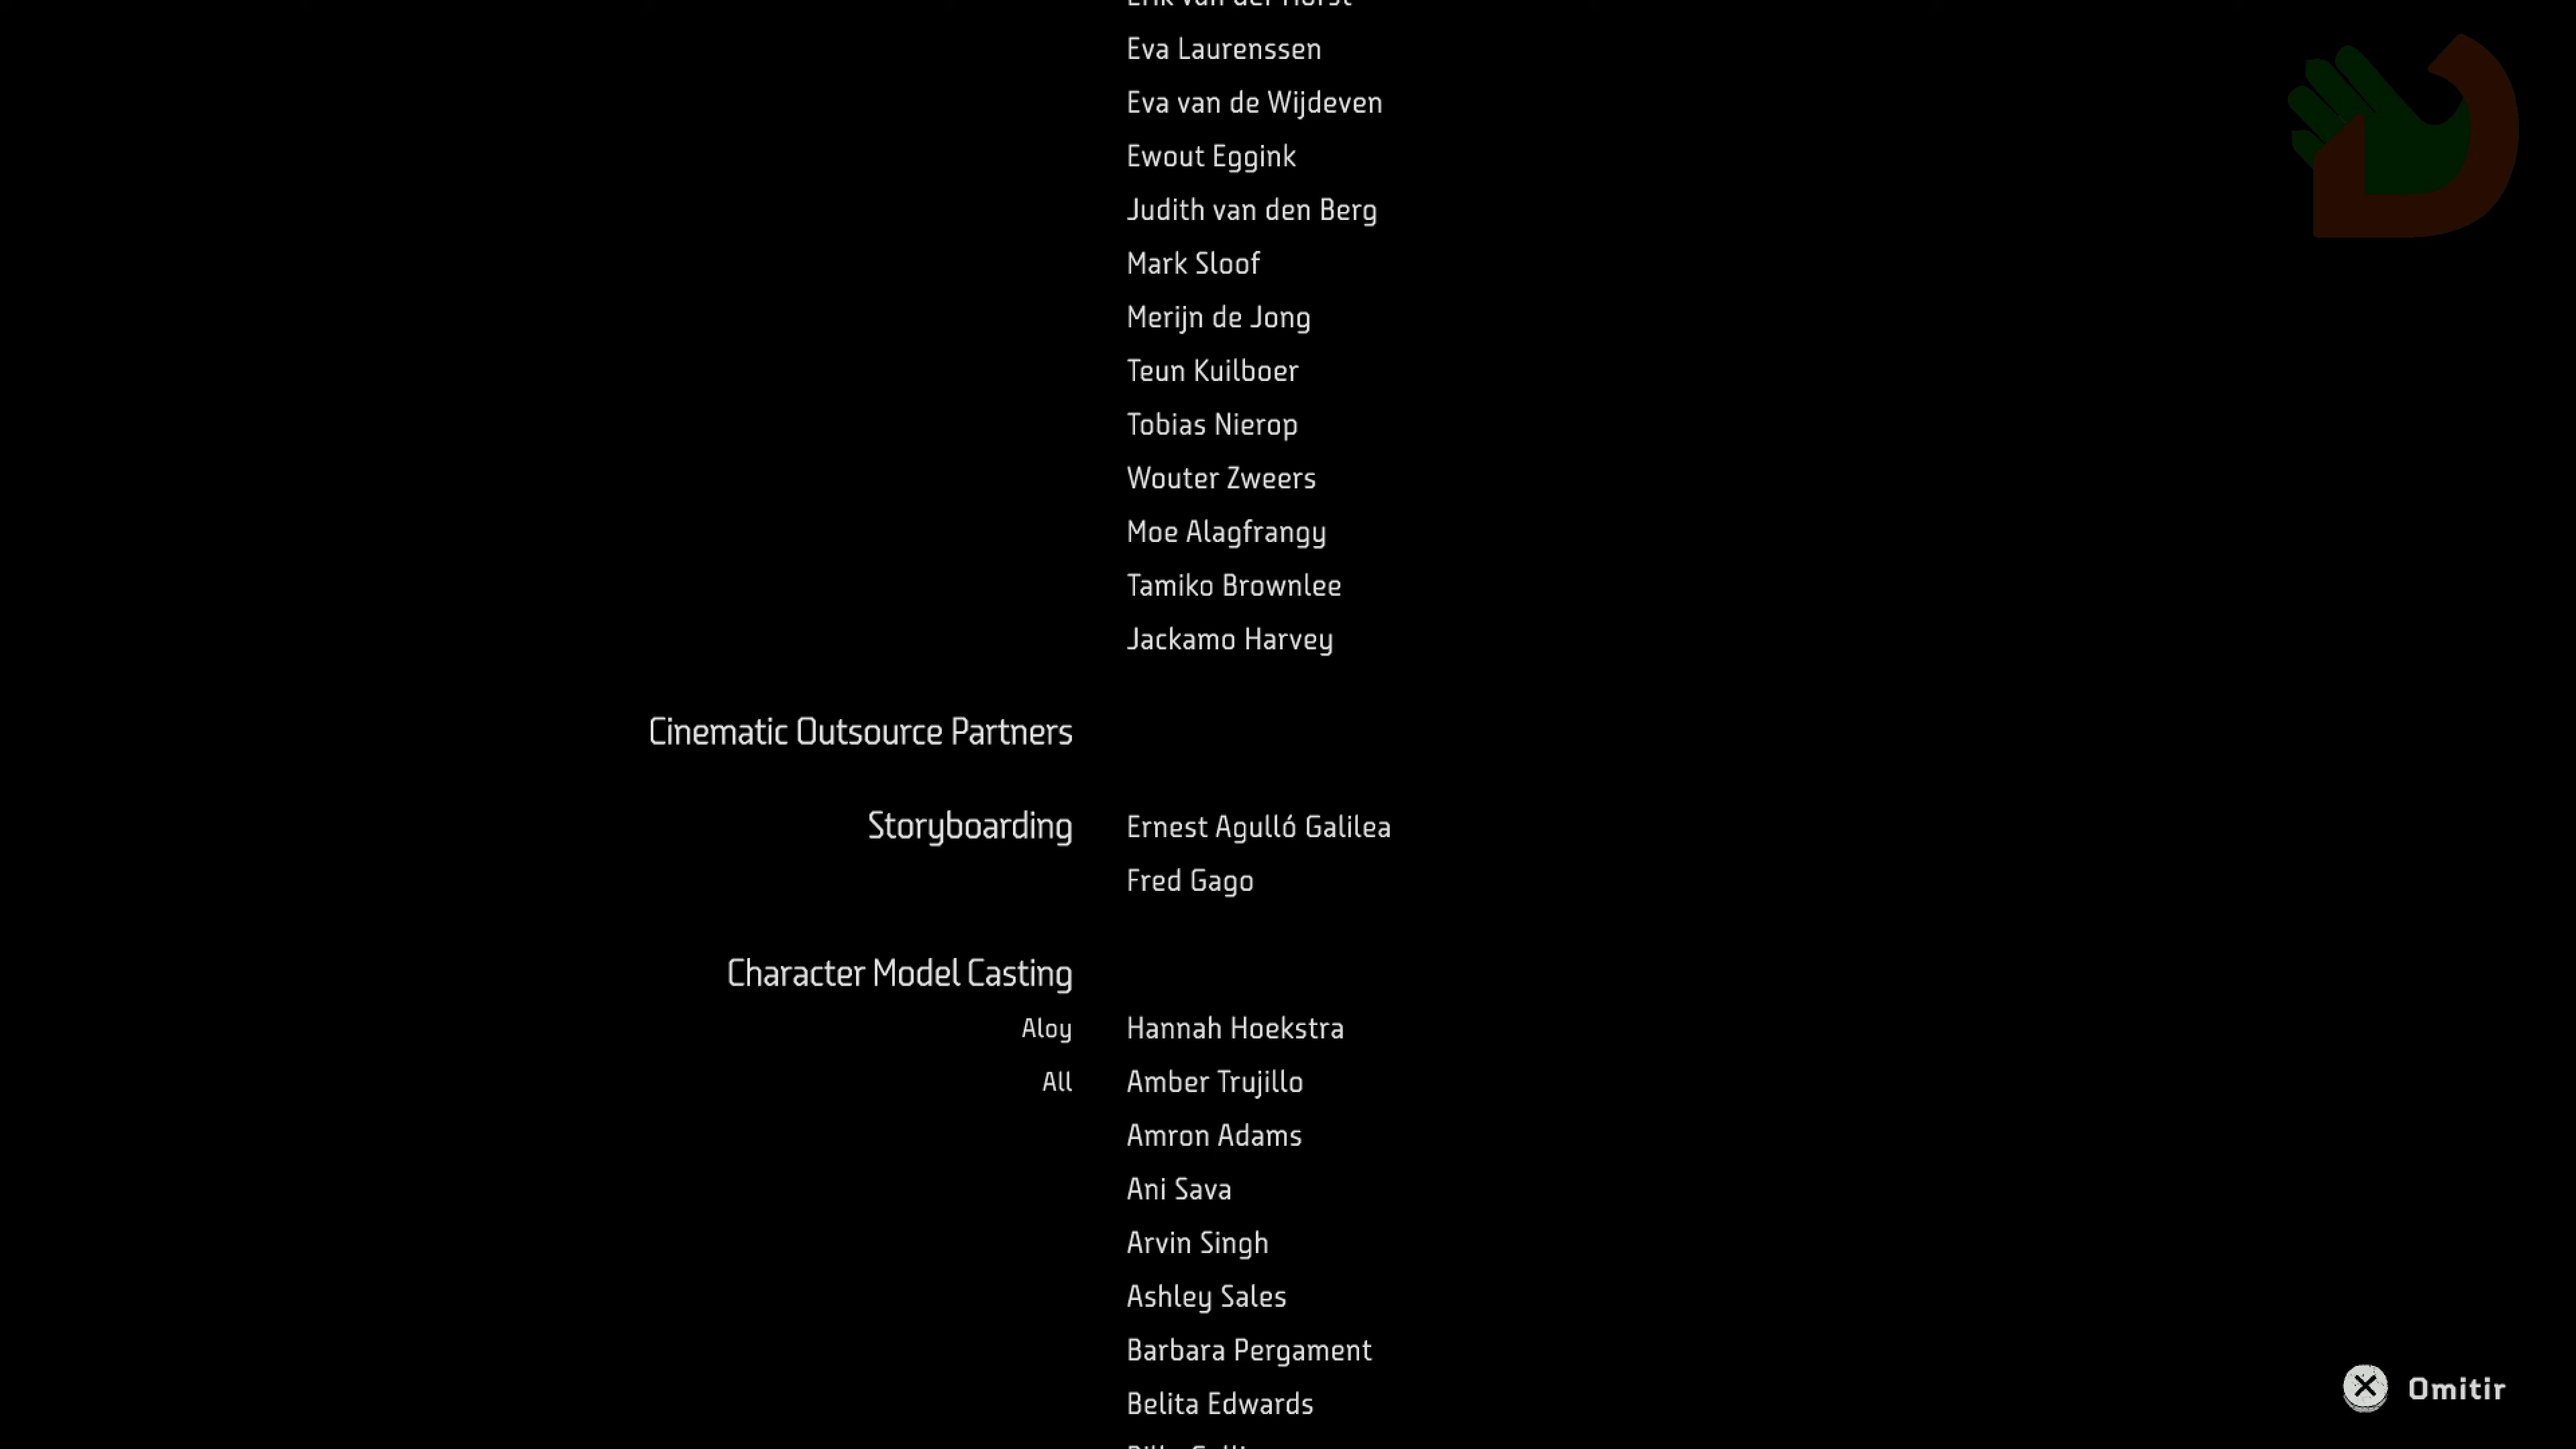 Eva Laurenssen
Eva van de Wijdeven
Ewout Eggink
Judith van den Berg
Mark Sloof
Merijn de Jong
Teun Kuilboer
Tobias Nierop
Wouter Zweers
Moe Alagfrangy
Tamiko Brownlee
Jackamo Harvey
Cinematic Outsource Partners
Storyboarding Ernest Agulló Galilea
Fred Gago
Character Model Casting
Aloy Hannah Hoekstra
All Amber Trujillo
Amron Adams
Ani Sava
Arvin Singh
Ashley Sales
Barbara Pergament
Belita Edwards
Omitir